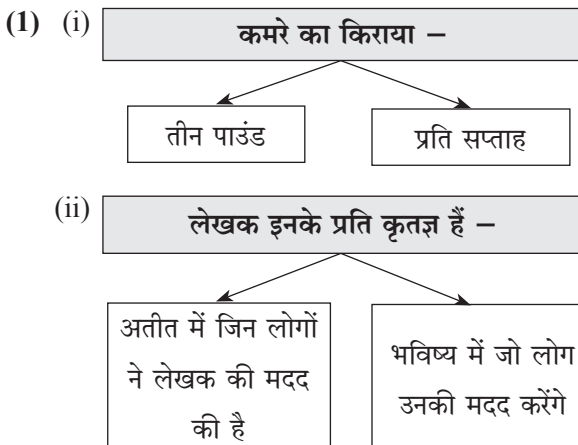 (1) (i) कमरे का किराया –
तीन पाउंड
प्रति सप्ताह
(ii) लेखक इनके प्रति कृतज्ञ हैं –
अतीत में जिन लोगों
ने लेखक की मदद
की है
भविष्य में जो लोग
उनकी मदद करेंगे